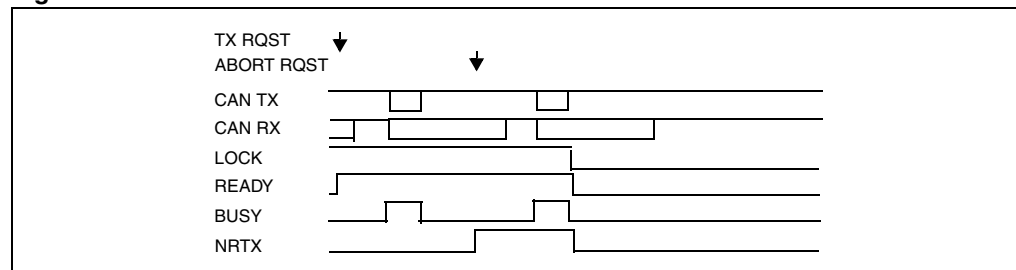 TX RQST
ABORT RQST
CAN TX
CAN RX
LOCK
READY
BUSY
NRTX